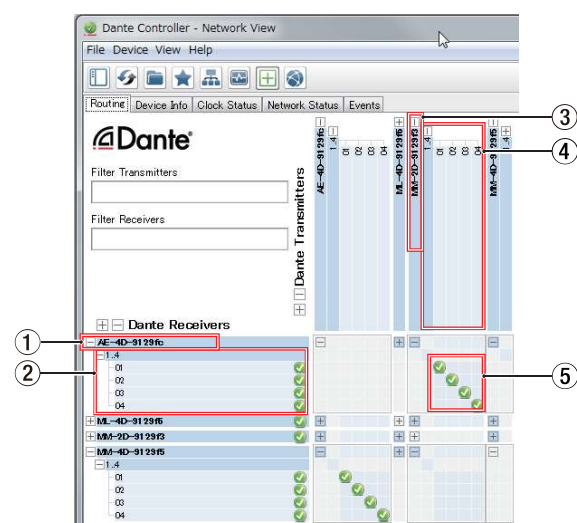 Dante Controller - Network View
File Device View Help
Routing Device Info Clock Status Network Status Events
Dante
Filter Transmitters
Filter Receivers
Dante Transmitters
AE-4D-9129fc
1..4
01
02
03
04
ML-4D-9129f6
MM-2D-9129f3
1..4
01
02
03
04
MM-4D-9129f5
1..4
Dante Receivers
AE-4D-9129fc
1..4
01
02
03
04
ML-4D-9129f6
MM-2D-9129f3
MM-4D-9129f5
1..4
01
02
03
04
1
2
3
4
5